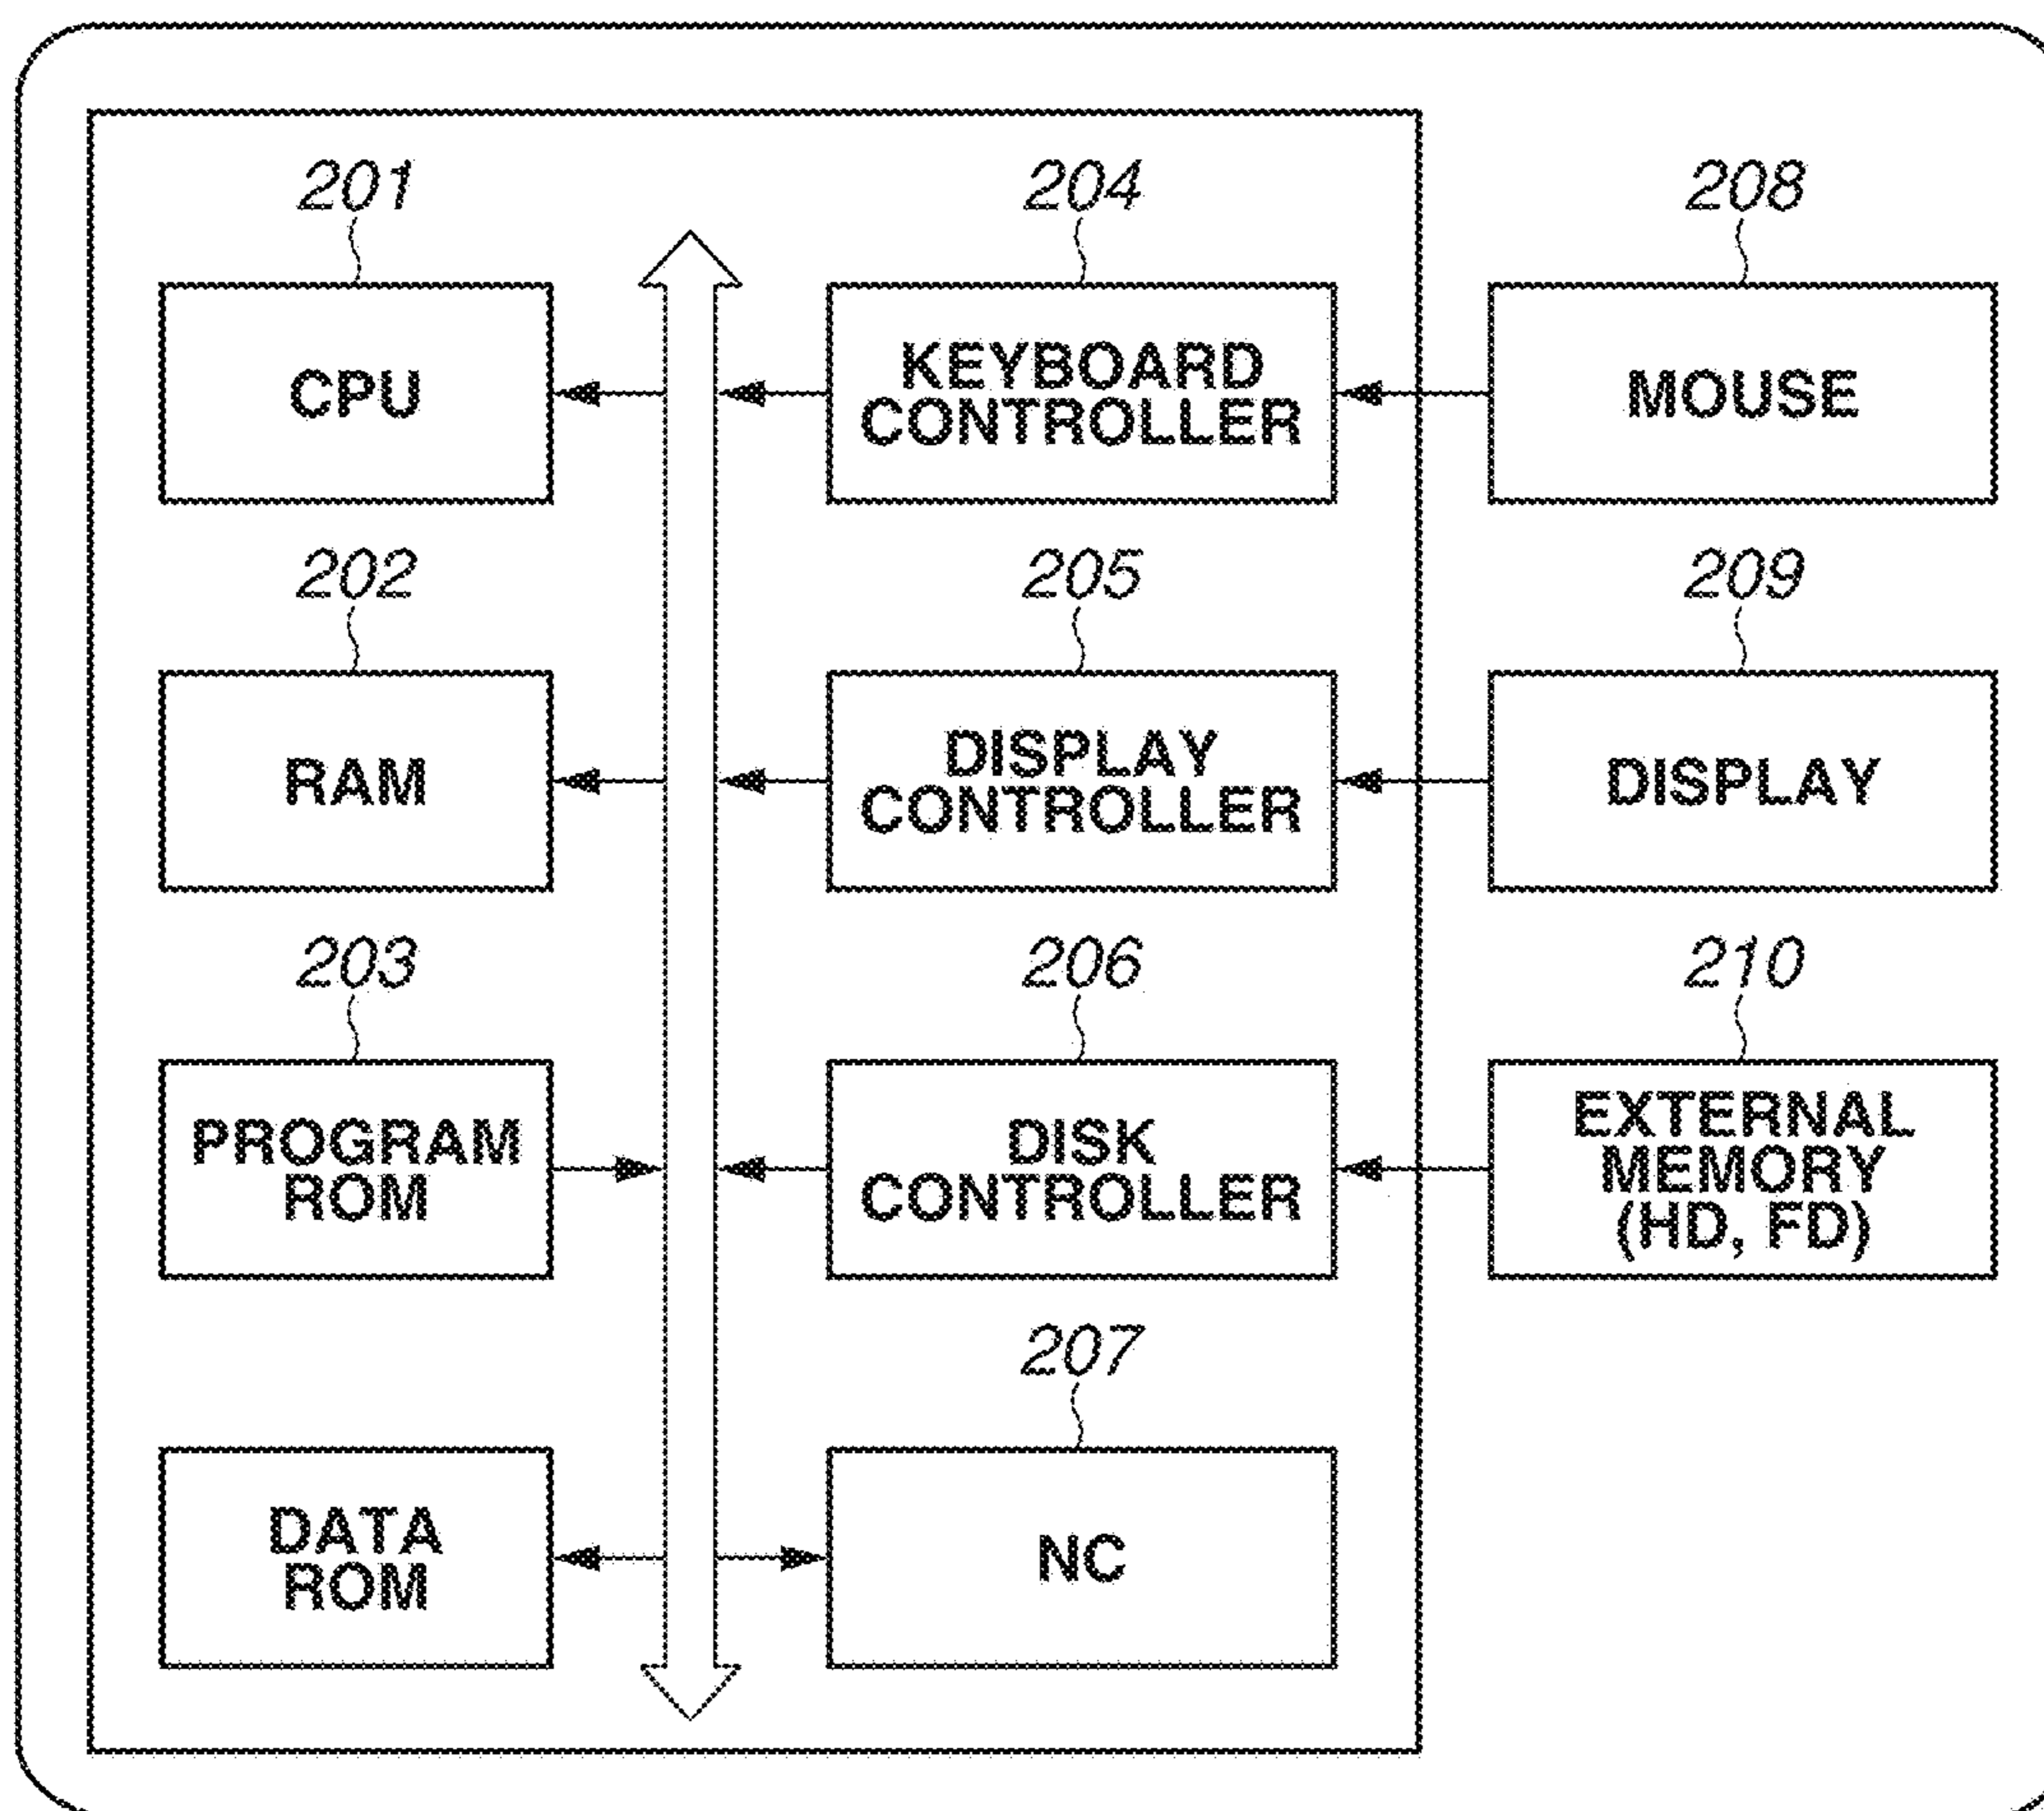 201
204
208
CPU
KEYBOARD
CONTROLLER
MOUSE
202
205
209
RAM
DISPLAY
CONTROLLER
DISPLAY
203
206
210
PROGRAM
ROM
DISK
CONTROLLER
EXTERNAL
MEMORY
(HD, FD)
207
DATA
ROM
NC